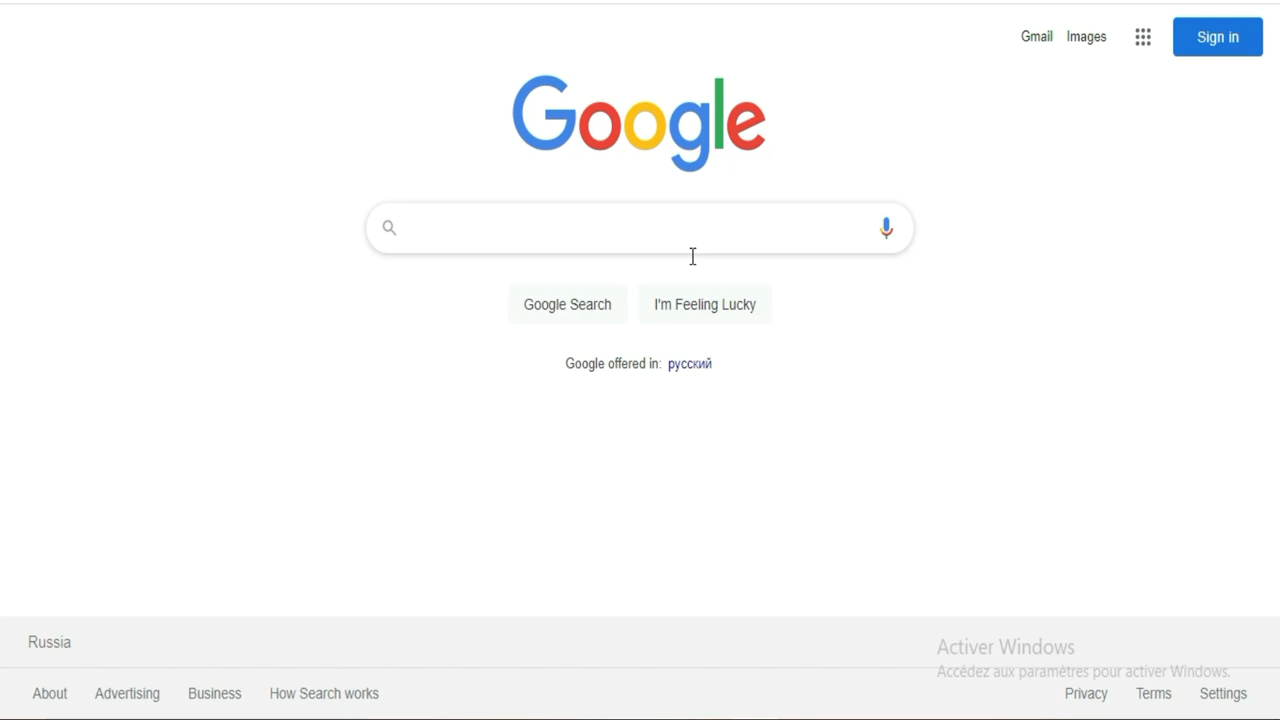 Gmail Images Sign in
Google
Google Search I'm Feeling Lucky
Google offered in: русский
Russia
Activer Windows
Accédez aux paramètres pour activer Windows.
About Advertising Business How Search works Privacy Terms Settings